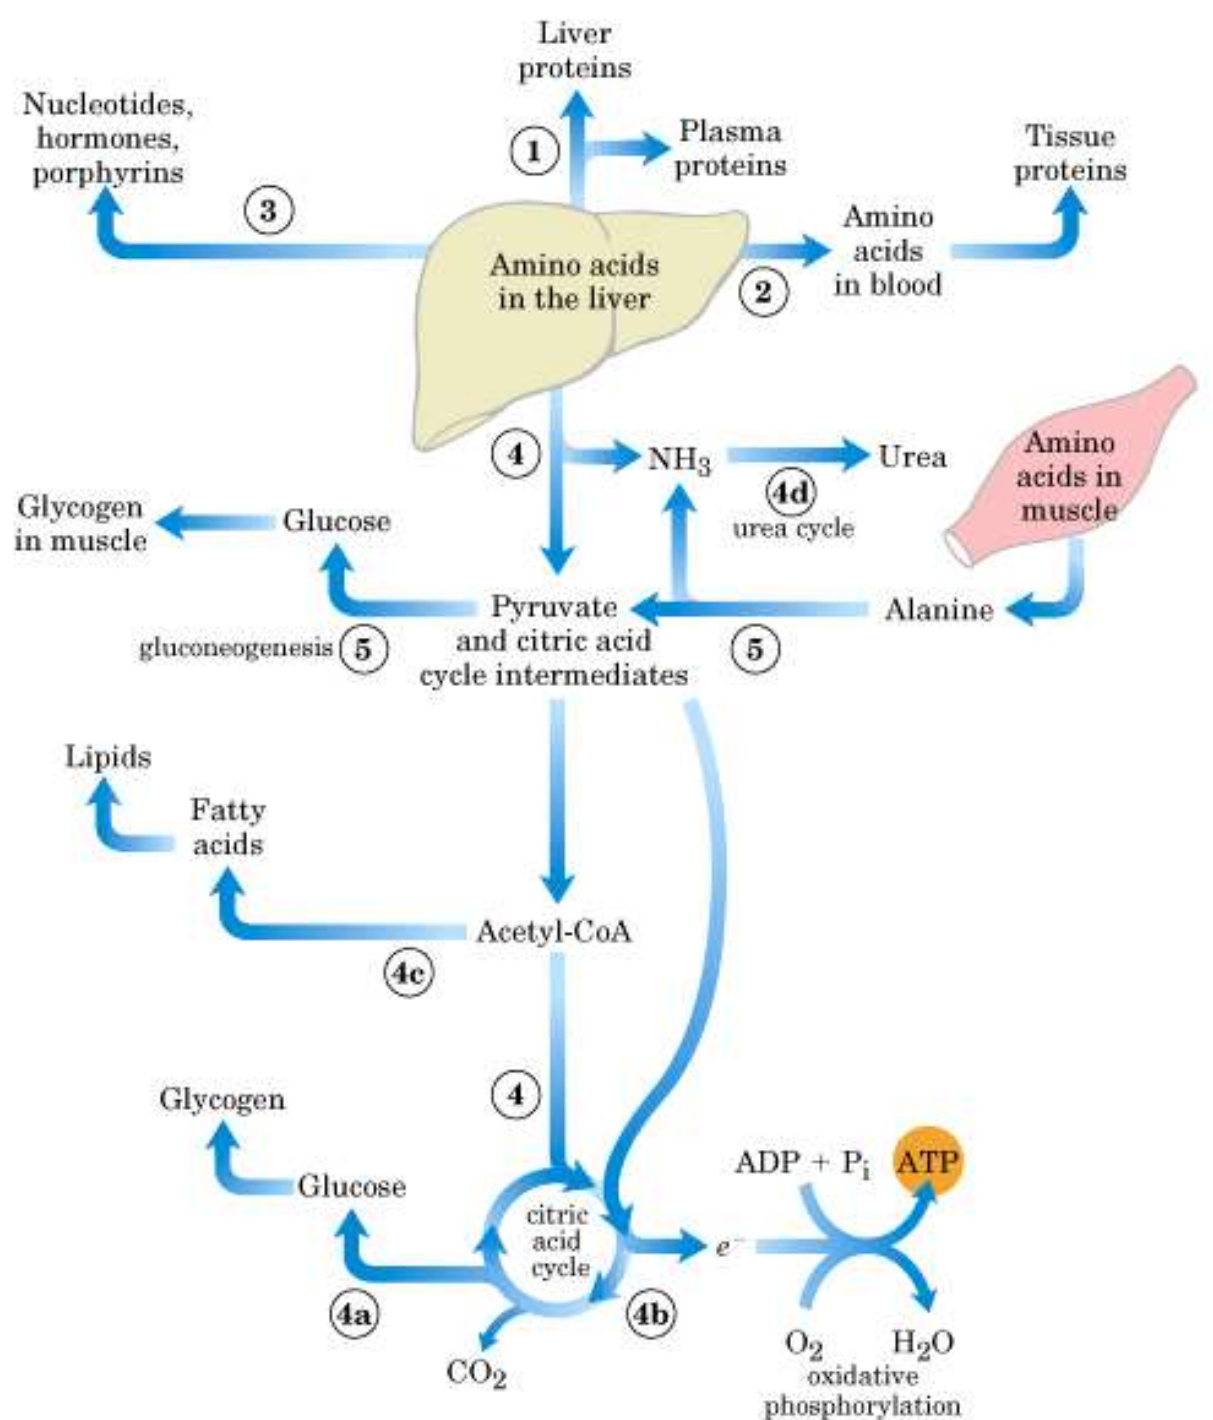 Liver
proteins
Nucleotides,
hormones,
porphyrins
1
Plasma
proteins
Tissue
proteins
3
Amino acids
in the liver
2
Amino
acids
in blood
4
NH3
4d
urea cycle
Urea
Amino
acids in
muscle
Glycogen
in muscle
Glucose
gluconeogenesis
5
Pyruvate
and citric acid
cycle intermediates
5
Alanine
Lipids
Fatty
acids
4c
Acetyl-CoA
4
Glycogen
Glucose
4a
citric
acid
cycle
4b
CO2
e−
ADP + Pi
ATP
O2
H2O
oxidative
phosphorylation